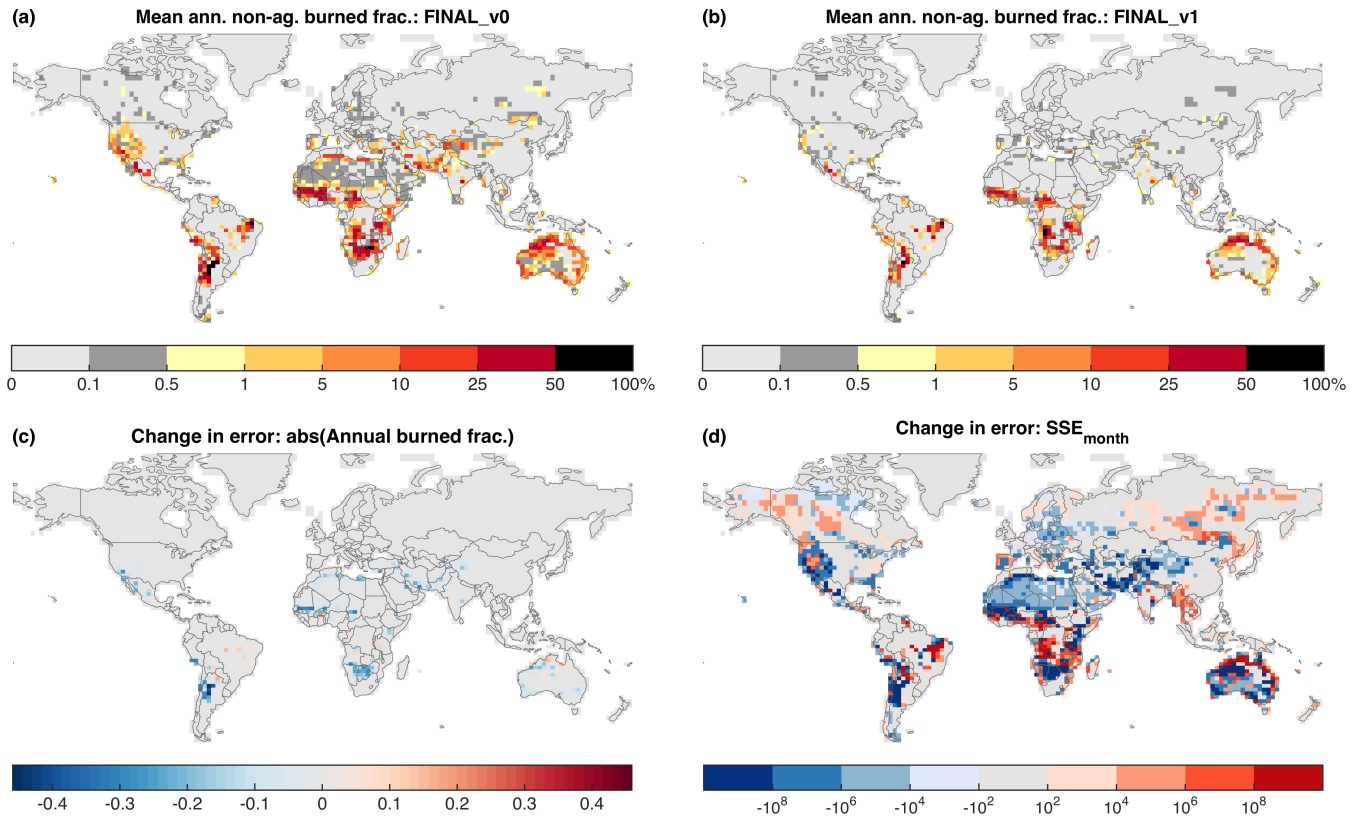 (a) Mean ann. non-ag. burned frac.: FINAL_v0
(b) Mean ann. non-ag. burned frac.: FINAL_v1
0 0.1 0.5 1 5 10 25 50 100%
0 0.1 0.5 1 5 10 25 50 100%
(c) Change in error: abs(Annual burned frac.)
(d) Change in error: SSE_month
-0.4 -0.3 -0.2 -0.1 0 0.1 0.2 0.3 0.4
-10^8 -10^6 -10^4 -10^2 10^2 10^4 10^6 10^8